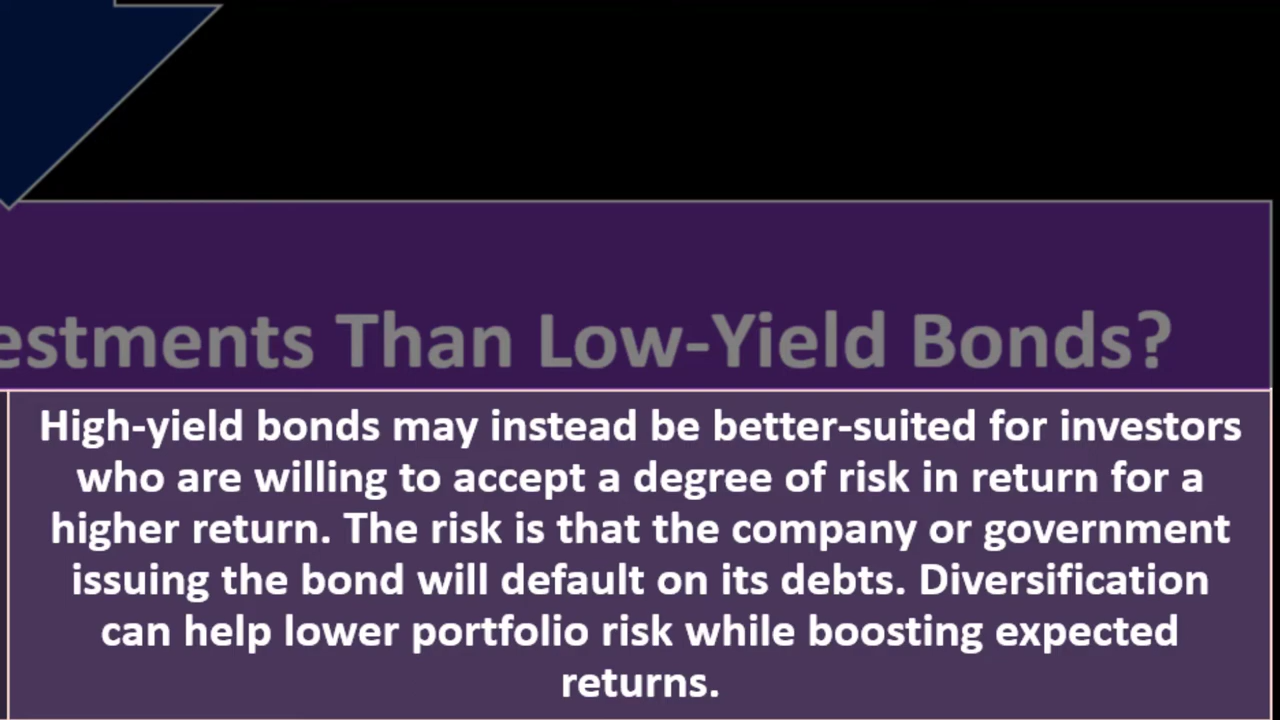 estments Than Low-Yield Bonds?
High-yield bonds may instead be better-suited for investors
who are willing to accept a degree of risk in return for a
higher return. The risk is that the company or government
issuing the bond will default on its debts. Diversification
can help lower portfolio risk while boosting expected
returns.